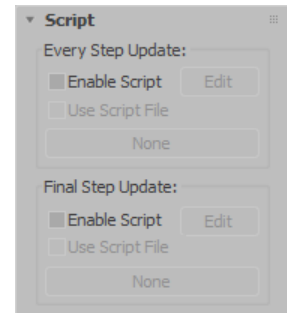 Script
Every Step Update:
Enable Script Edit
Use Script File
None
Final Step Update:
Enable Script Edit
Use Script File
None